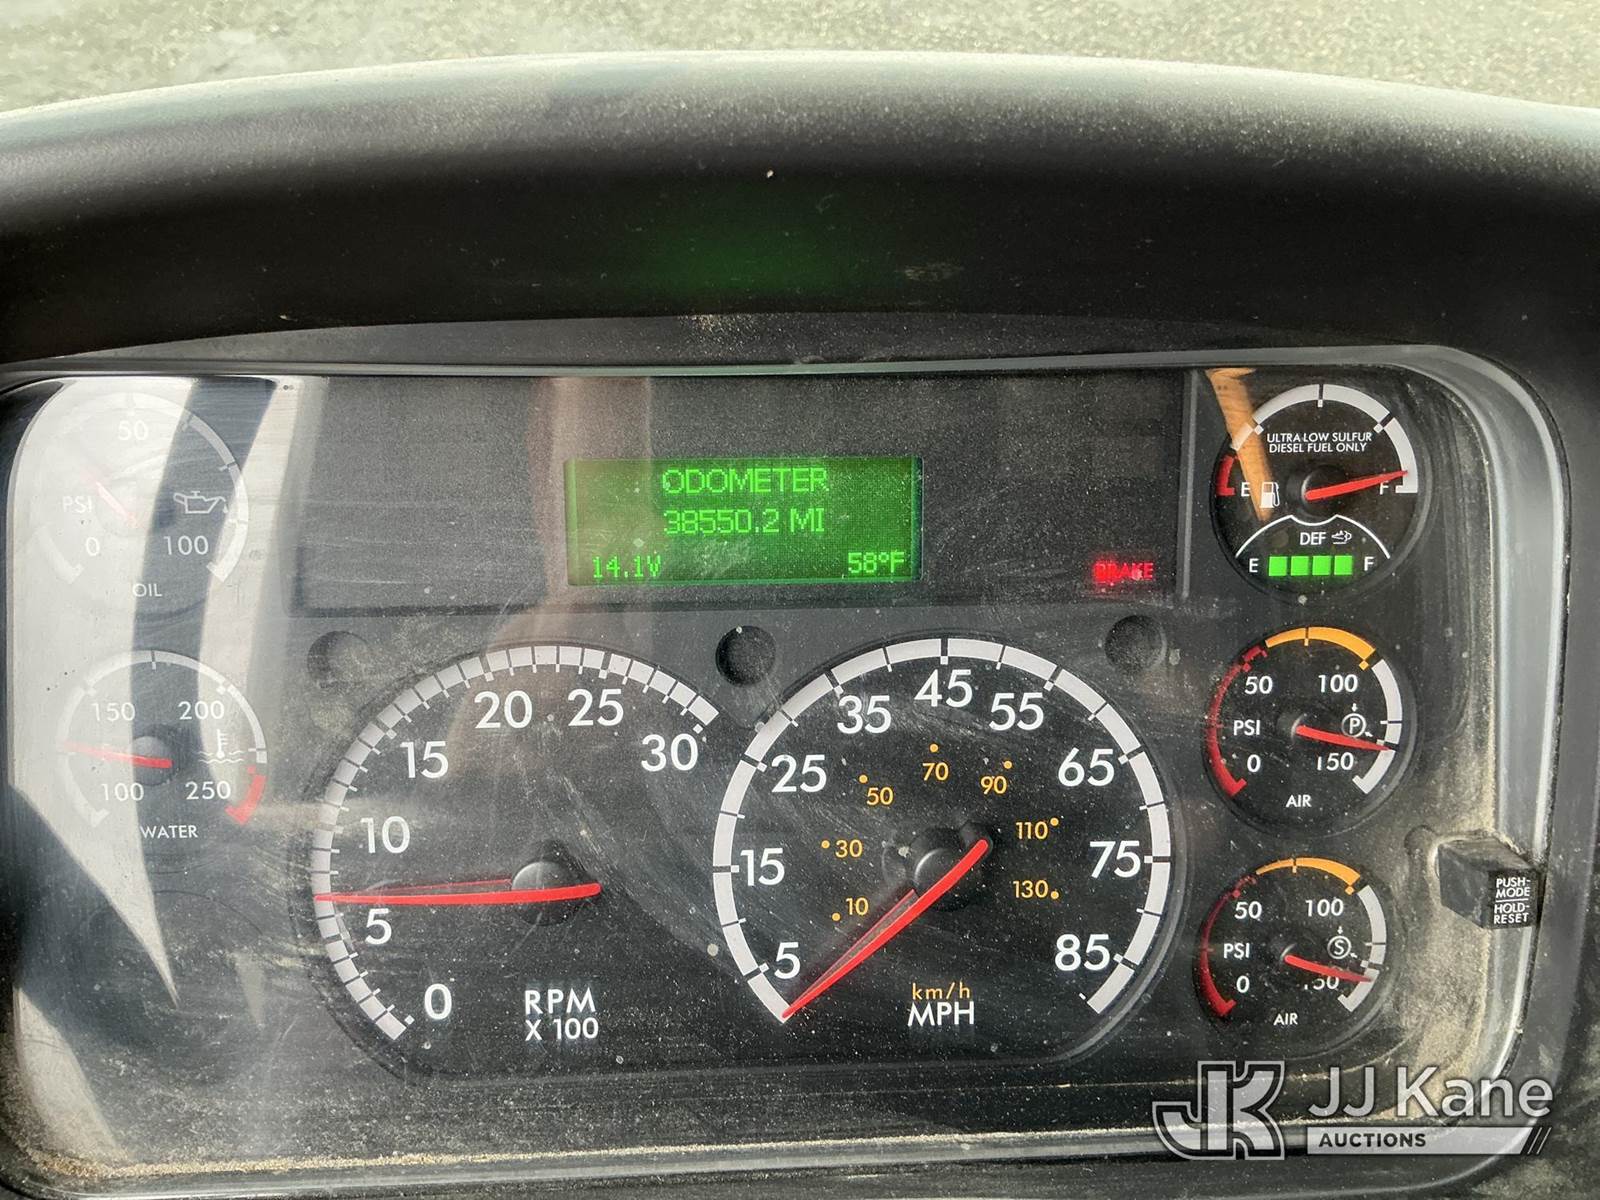 ODOMETER
38550.2 MI
14.1V 58°F
BRAKE
50
PSI
0 100
OIL
150 200
100 250
WATER
0 5 10 15 20 25 30
RPM
X 100
5 15 25 35 45 55 65 75 85
10 30 50 70 90 110 130
km/h
MPH
ULTRA LOW SULFUR
DIESEL FUEL ONLY
E F
DEF
E F
50 100
PSI P
0 150
AIR
50 100
PSI S
0 150
AIR
PUSH-
MODE
HOLD-
RESET
JK JJ Kane
AUCTIONS